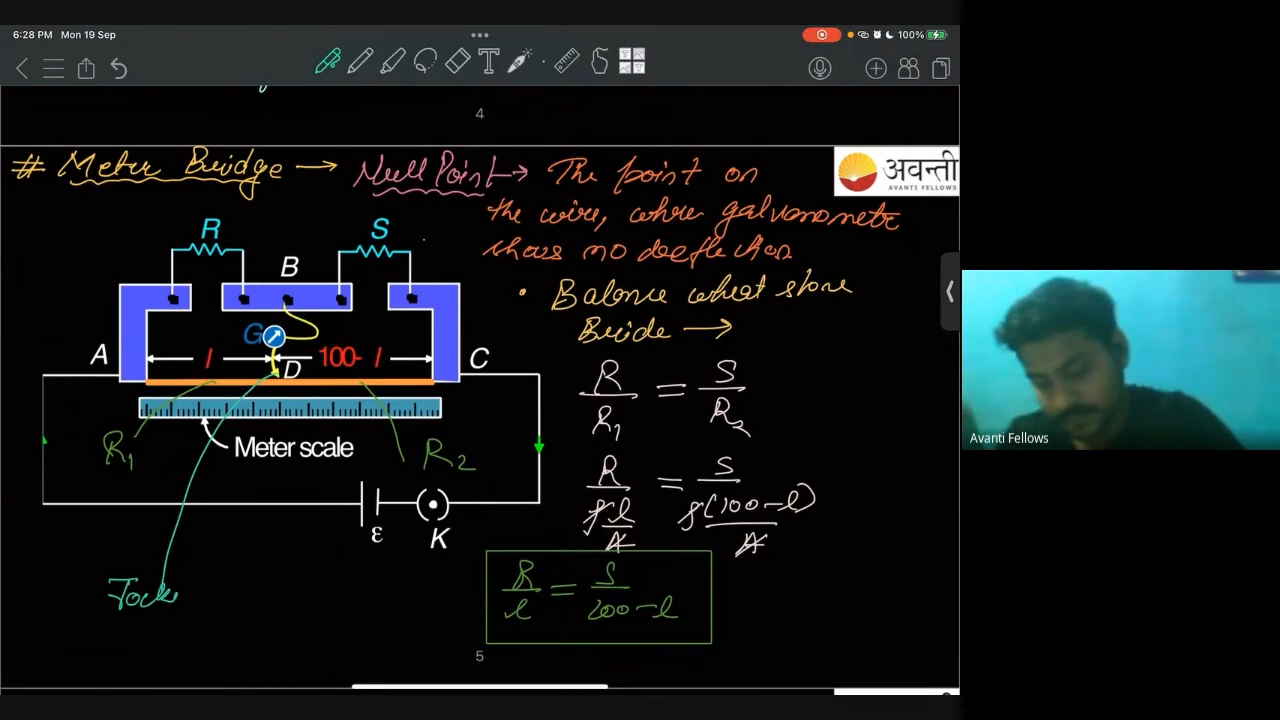 6:28 PM Mon 19 Sep
100%
4
# Meter Bridge → Null Point → The point on
the wire, where galvanometer
shows no deflection
अवन्ती
AVANTI FELLOWS
• Balance wheat stone
Bride →
R S
B
G
A l 100- l C
D
R/R₁ = S/R₂
Meter scale
R₁ R₂
R/(ρl/A) = S/(ρ(100-l)/A)
ε K
R/l = S/100-l
Jock
5
Avanti Fellows